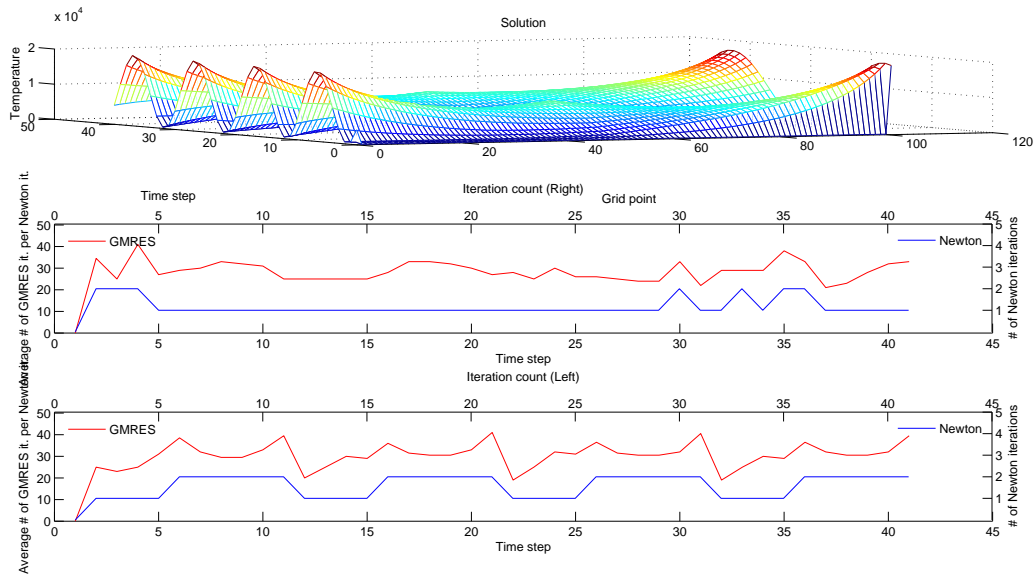 x 10^4
Solution
Temperature
2
1
0
50
40
30
20
10
0
0
20
40
60
80
100
120
Time step
Grid point
Iteration count (Right)
0 5 10 15 20 25 30 35 40 45
Average # of GMRES it. per Newton it.
50
40
30
20
10
0
GMRES
Newton
5
4
3
2
1
0
# of Newton iterations
0 5 10 15 20 25 30 35 40 45
Time step
Iteration count (Left)
0 5 10 15 20 25 30 35 40 45
Average # of GMRES it. per Newton it.
50
40
30
20
10
0
GMRES
Newton
5
4
3
2
1
0
# of Newton iterations
0 5 10 15 20 25 30 35 40 45
Time step